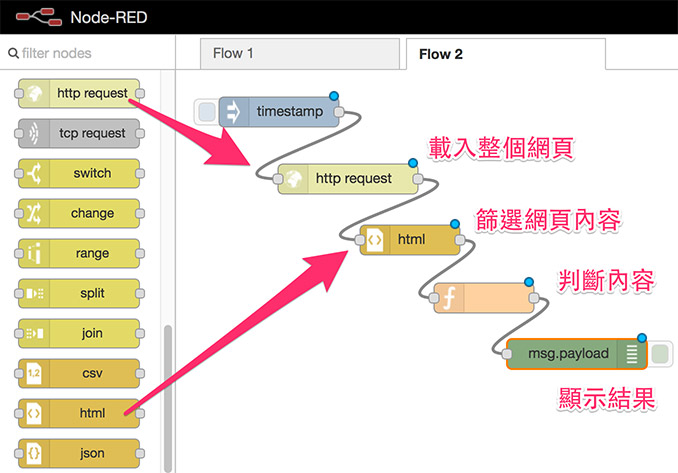 Node-RED
filter nodes
Flow 1
Flow 2
http request
tcp request
switch
change
range
split
join
1,2
csv
html
json
timestamp
http request
載入整個網頁
html
篩選網頁內容
f
判斷內容
msg.payload
顯示結果